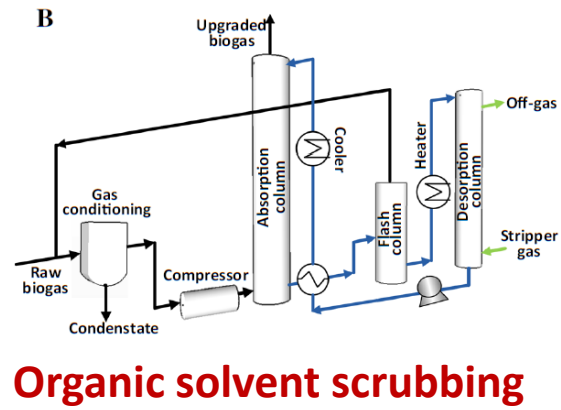 B
Upgraded
biogas
Cooler
Heater
Off-gas
Absorption
column
Desorption
column
Gas
conditioning
Flash
column
Stripper
gas
Raw
biogas
Compressor
Condenstate
Organic solvent scrubbing